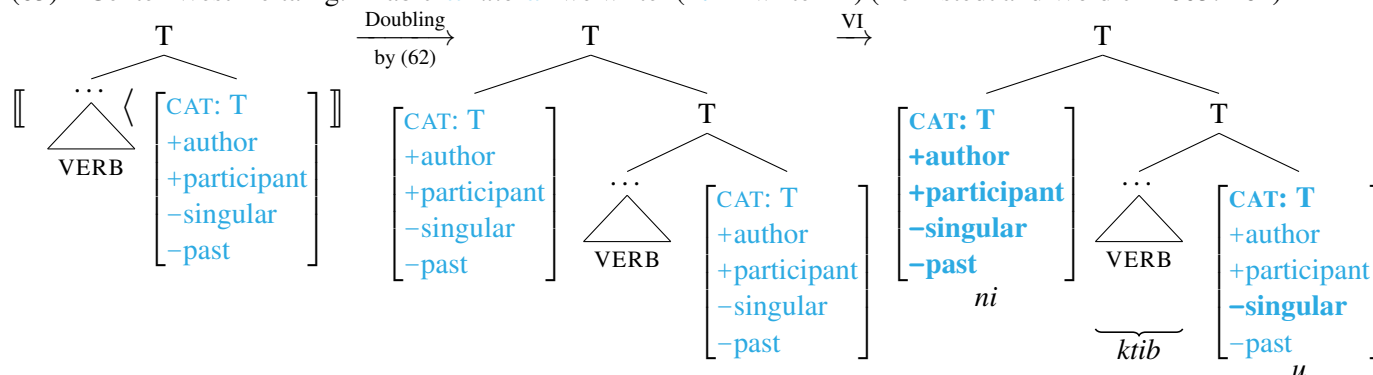 T
Doubling
by (62)
T
VI
T
⟦ … ⟨ [CAT: T ⟧
+author
+participant
−singular
−past]
VERB
[CAT: T
+author
+participant
−singular
−past]
T
…
VERB
[CAT: T
+author
+participant
−singular
−past]
[CAT: T
+author
+participant
−singular
−past]
ni
T
…
VERB
ktib
[CAT: T
+author
+participant
−singular
−past]